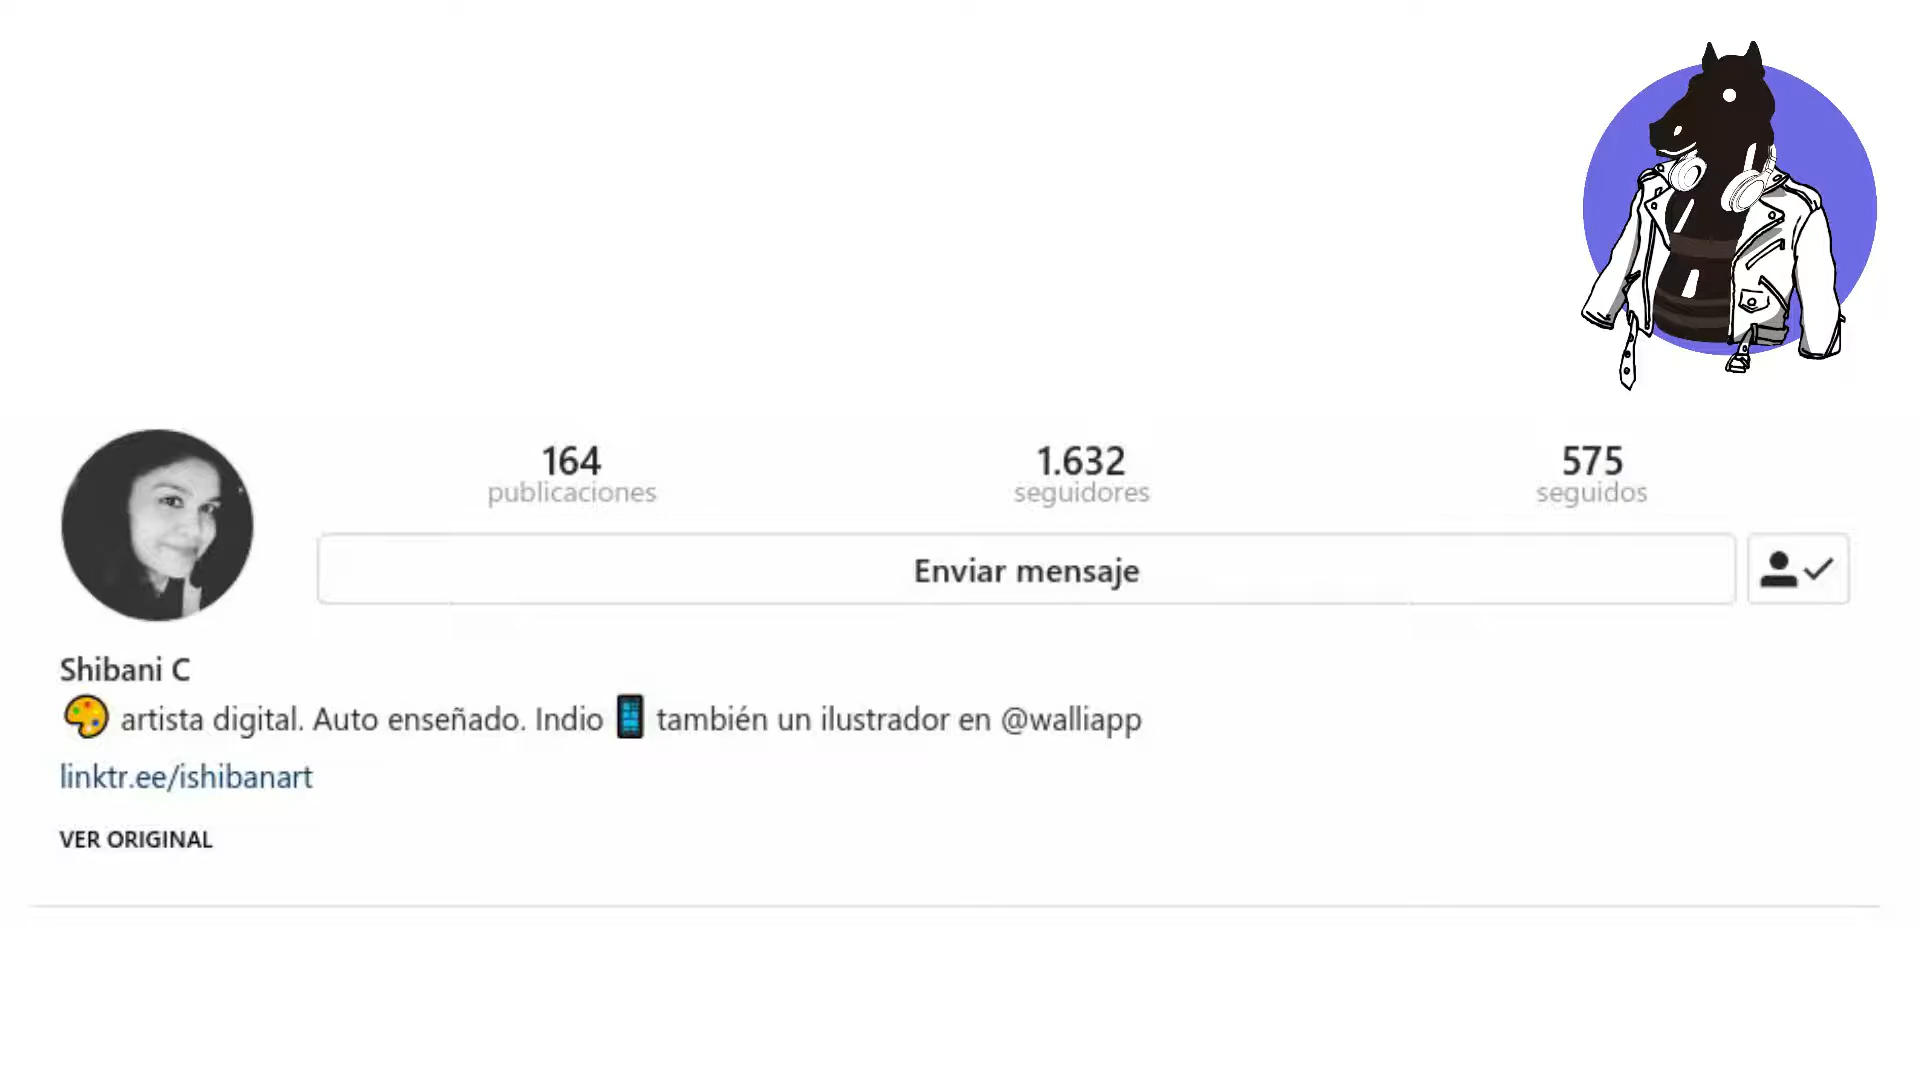 164
publicaciones
1.632
seguidores
575
seguidos
Enviar mensaje
Shibani C
🎨 artista digital. Auto enseñado. Indio 📱 también un ilustrador en @walliapp
linktr.ee/ishibanart
VER ORIGINAL